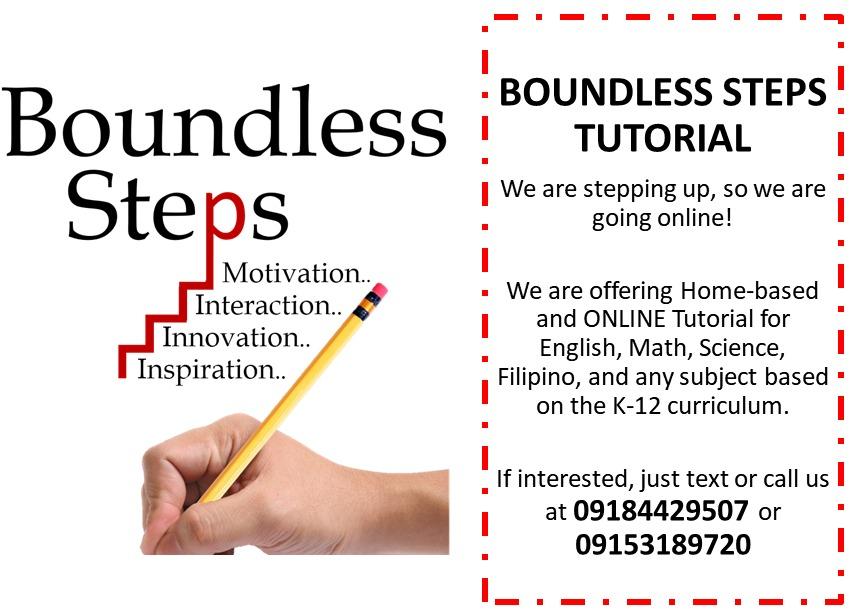 Boundless
Steps
Motivation..
Interaction..
Innovation..
Inspiration..
BOUNDLESS STEPS
TUTORIAL
We are stepping up, so we are
going online!
We are offering Home-based
and ONLINE Tutorial for
English, Math, Science,
Filipino, and any subject based
on the K-12 curriculum.
If interested, just text or call us
at 09184429507 or
09153189720